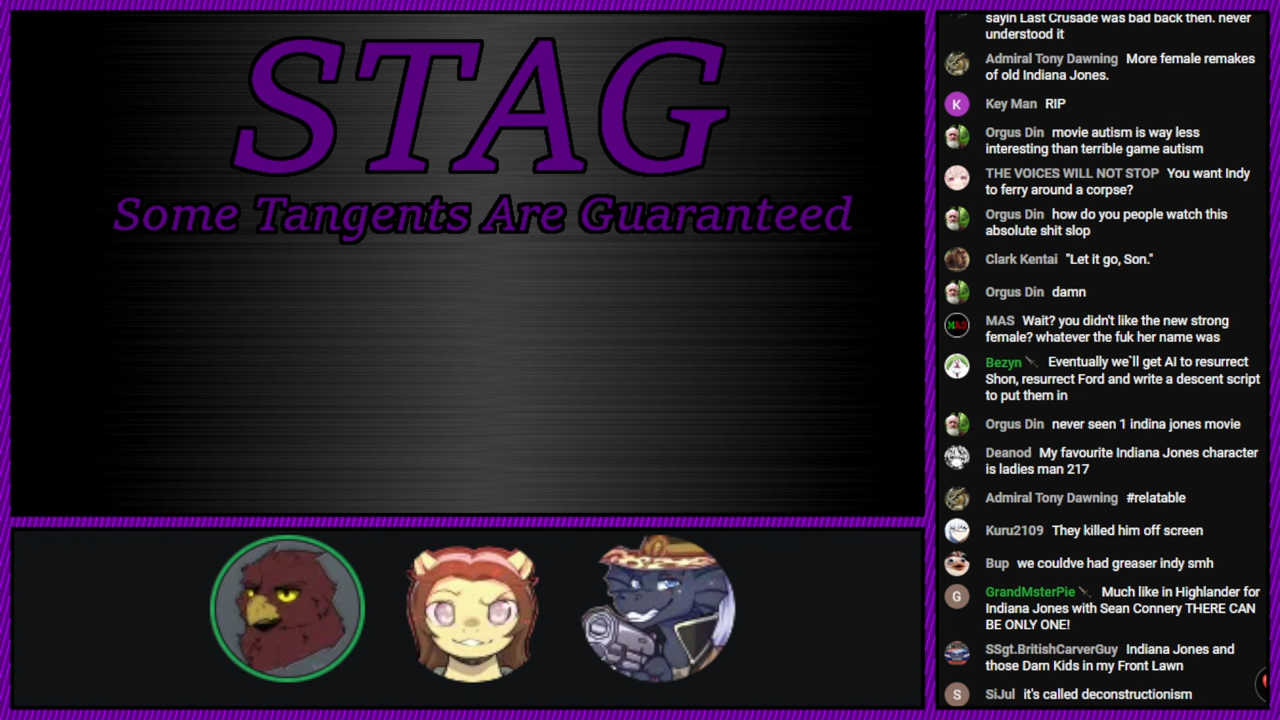 STAG
Some Tangents Are Guaranteed
sayin Last Crusade was bad back then. never
understood it
Admiral Tony Dawning More female remakes
of old Indiana Jones.
K
Key Man RIP
Orgus Din movie autism is way less
interesting than terrible game autism
THE VOICES WILL NOT STOP You want Indy
to ferry around a corpse?
Orgus Din how do you people watch this
absolute shit slop
Clark Kentai "Let it go, Son."
Orgus Din damn
MAS
MAS Wait? you didn't like the new strong
female? whatever the fuk her name was
Bezyn Eventually we`ll get AI to resurrect
Shon, resurrect Ford and write a descent script
to put them in
Orgus Din never seen 1 indina jones movie
Deanod My favourite Indiana Jones character
is ladies man 217
Admiral Tony Dawning #relatable
Kuru2109 They killed him off screen
Bup we couldve had greaser indy smh
G
GrandMsterPie Much like in Highlander for
Indiana Jones with Sean Connery THERE CAN
BE ONLY ONE!
SSgt.BritishCarverGuy Indiana Jones and
those Darn Kids in my Front Lawn
S
SiJul it's called deconstructionism